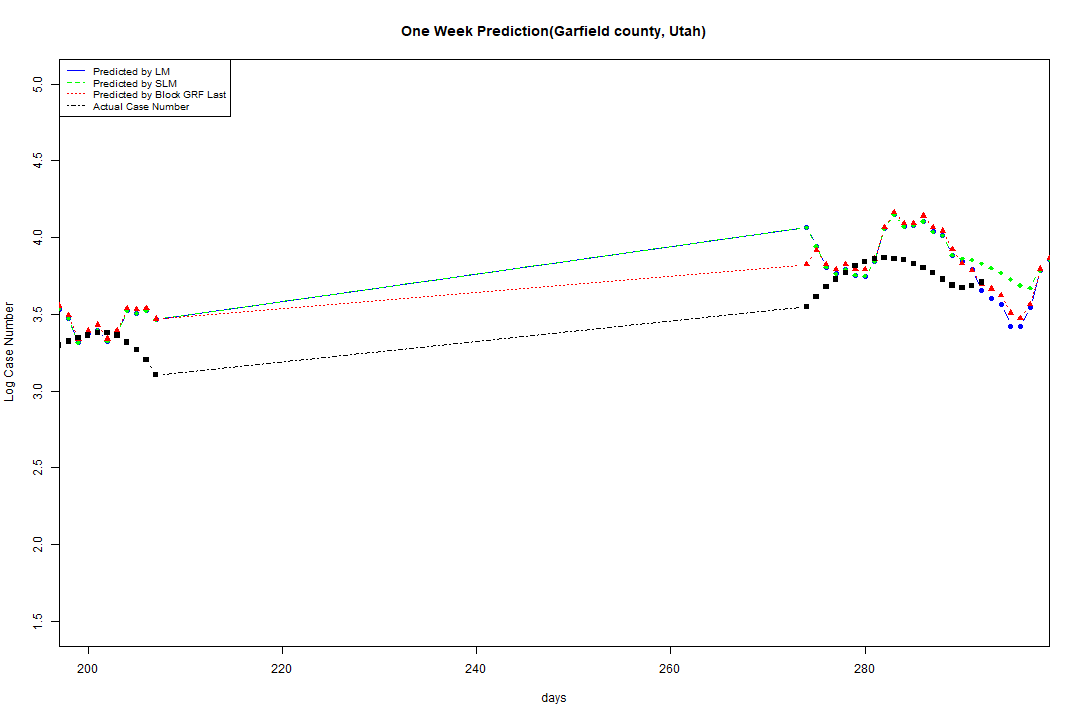 One Week Prediction(Garfield county, Utah)
Predicted by LM
Predicted by SLM
Predicted by Block GRF Last
Actual Case Number
5.0
4.5
4.0
3.5
3.0
2.5
2.0
1.5
Log Case Number
200
220
240
260
280
days